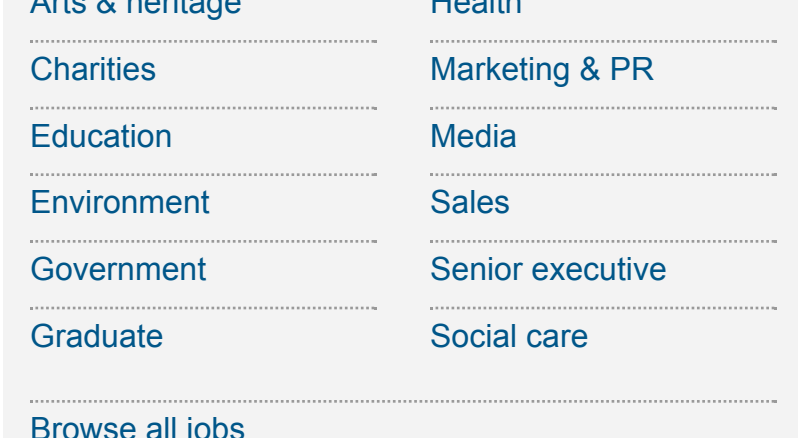 Arts & heritage
Health
Charities
Marketing & PR
Education
Media
Environment
Sales
Government
Senior executive
Graduate
Social care
Browse all jobs